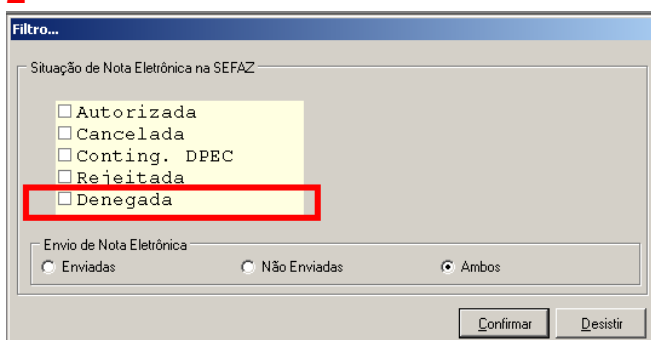 Filtro...
Situação de Nota Eletrônica na SEFAZ
Autorizada
Cancelada
Conting. DPEC
Rejeitada
Denegada
Envio de Nota Eletrônica
Enviadas Não Enviadas Ambos
Confirmar Desistir